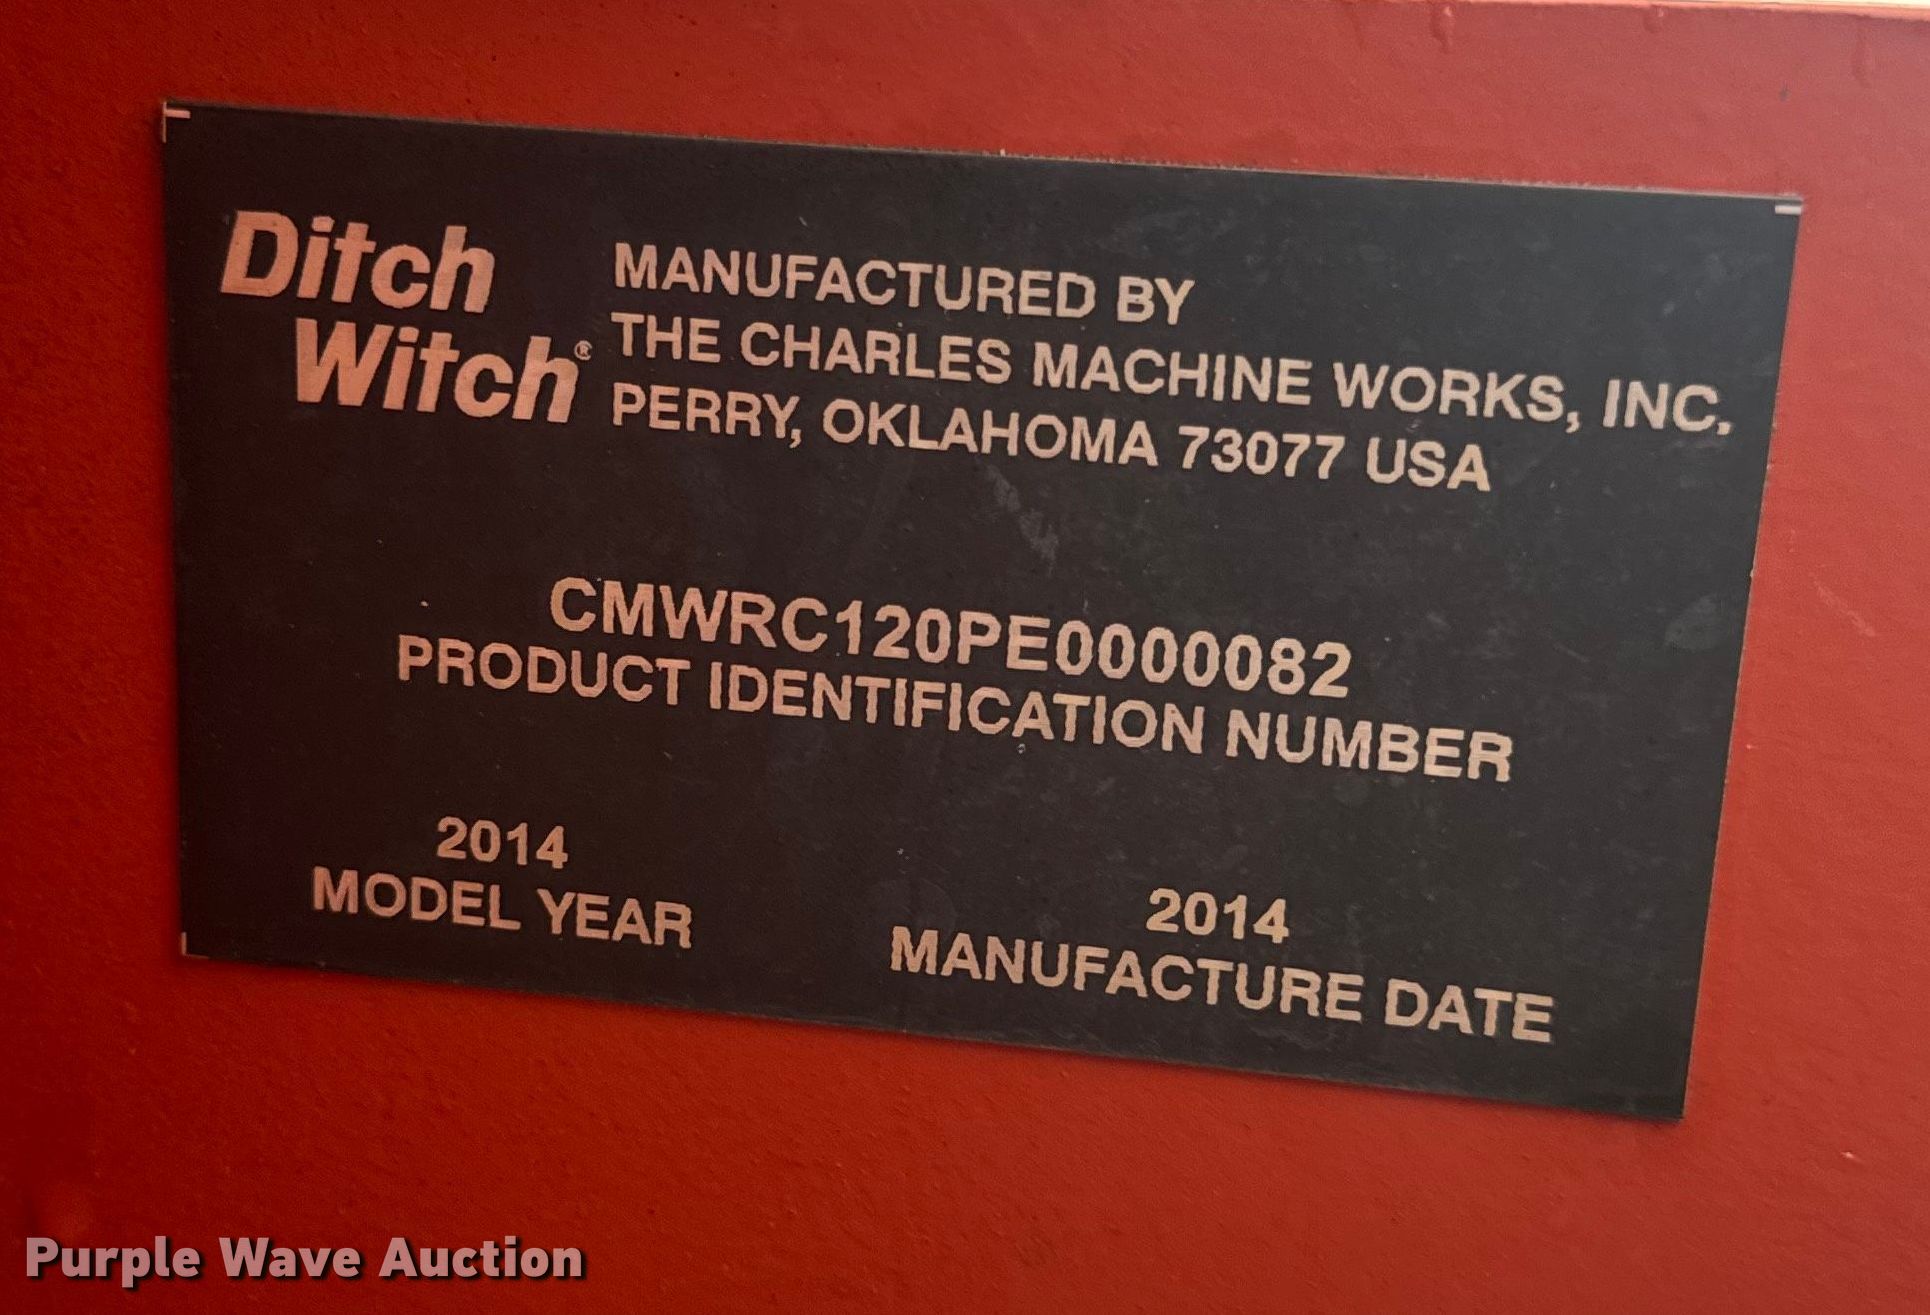 Ditch
Witch®
MANUFACTURED BY
THE CHARLES MACHINE WORKS, INC.
PERRY, OKLAHOMA 73077 USA
CMWRC120PE0000082
PRODUCT IDENTIFICATION NUMBER
2014
MODEL YEAR
2014
MANUFACTURE DATE
Purple Wave Auction